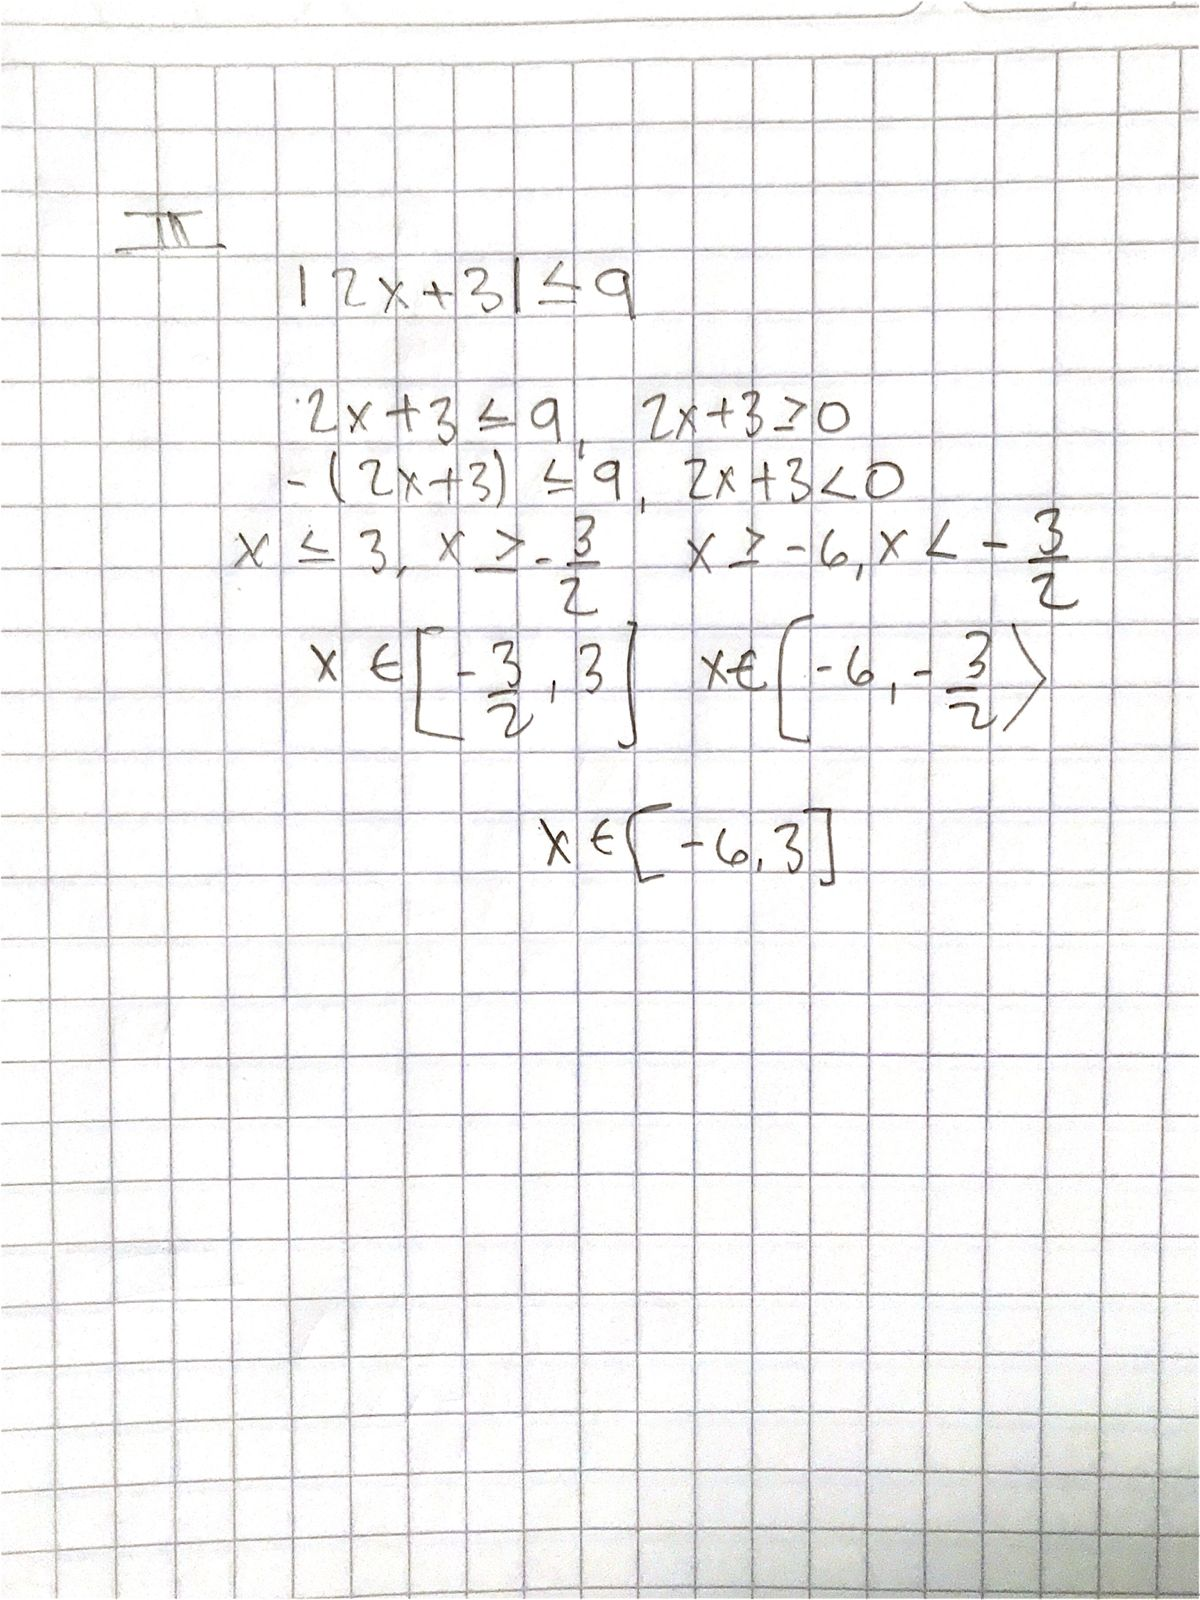 II
|2x+3| ≤ 9
2x+3 ≤ 9, 2x+3 ≥ 0
-(2x+3) ≤ 9, 2x+3 < 0
x ≤ 3, x ≥ -3/2 x ≥ -6, x < -3/2
x ∈ [-3/2, 3] x ∈ [-6, -3/2⟩
x ∈ [-6, 3]